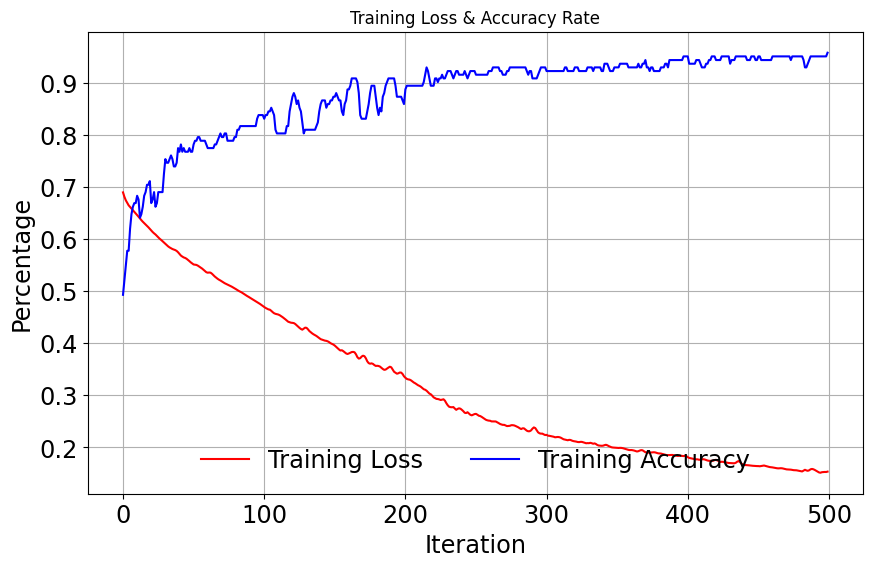 Training Loss & Accuracy Rate
Percentage
0.9
0.8
0.7
0.6
0.5
0.4
0.3
0.2
Training Loss
Training Accuracy
0 100 200 300 400 500
Iteration